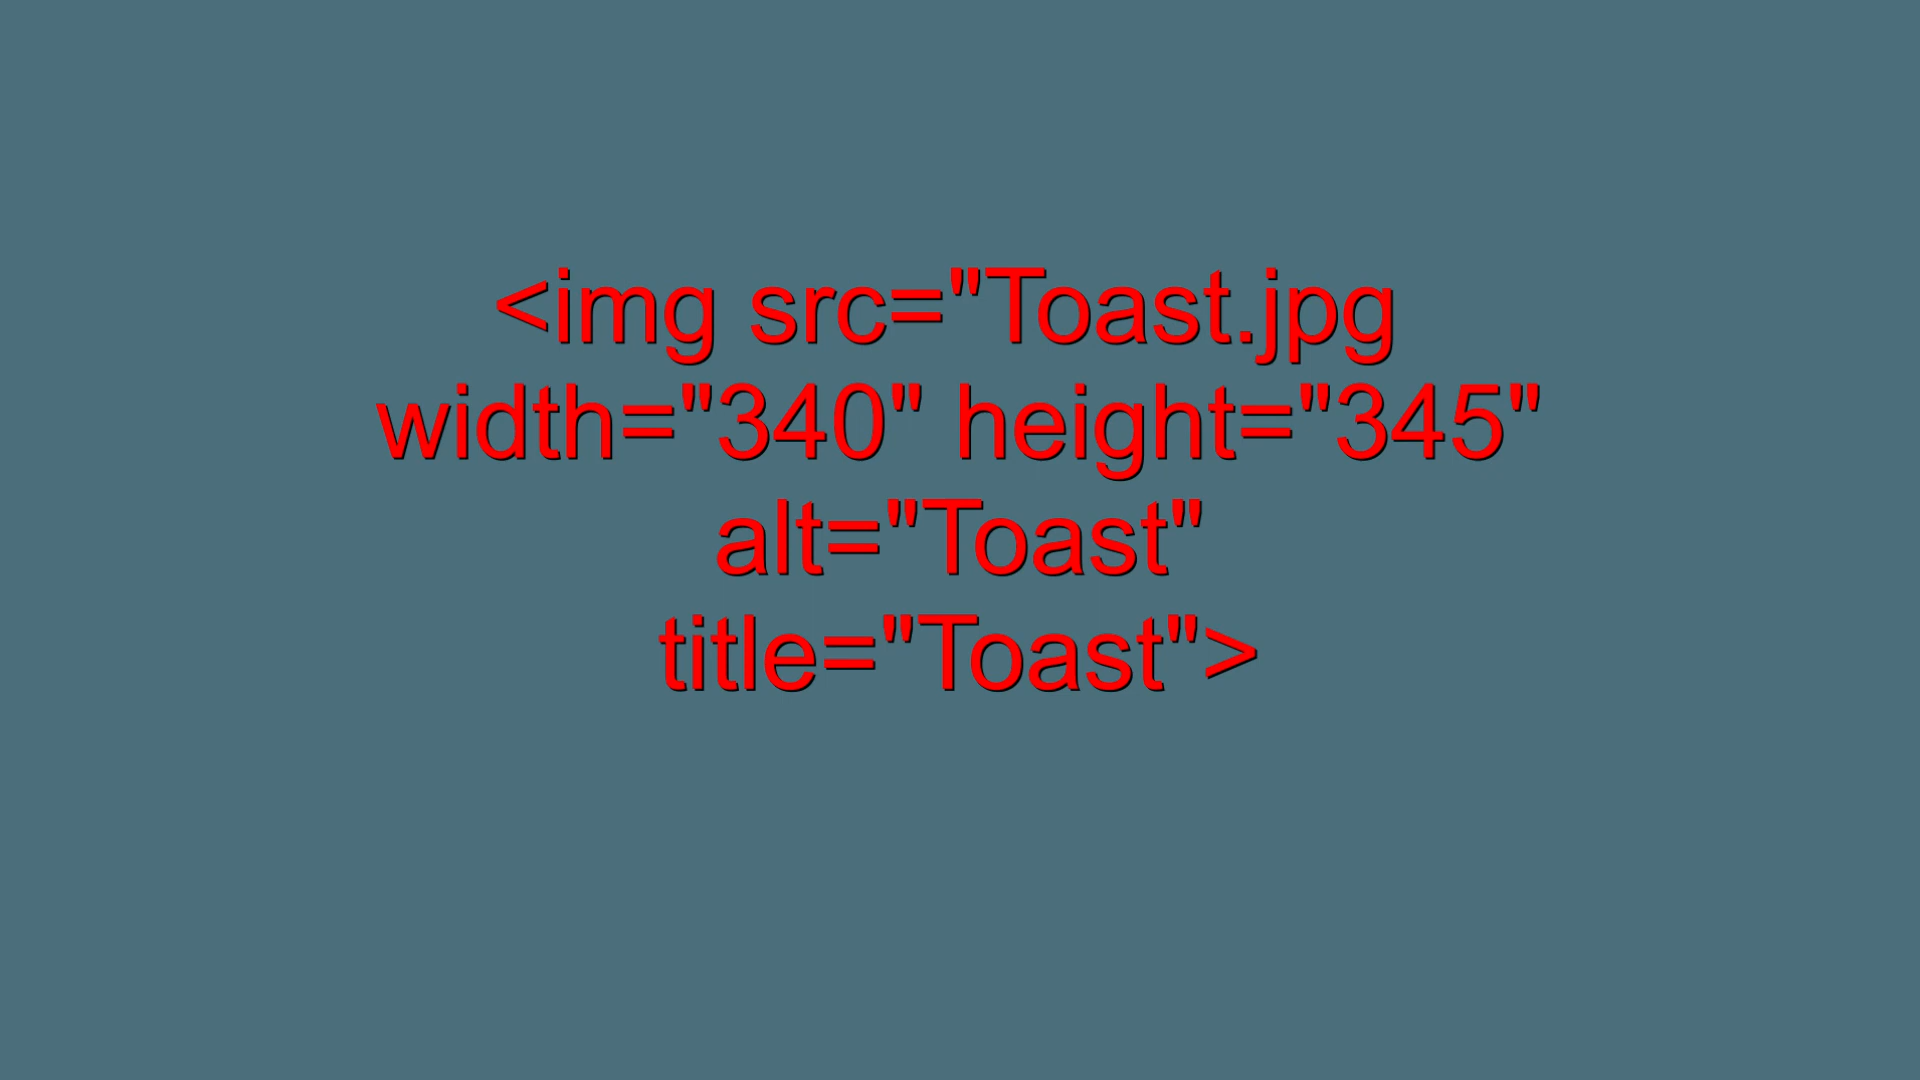 <img src="Toast.jpg
width="340" height="345"
alt="Toast"
title="Toast">